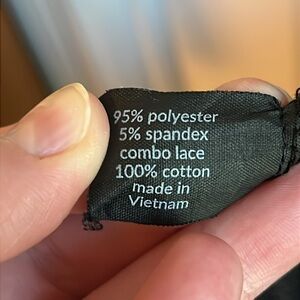 95% polyester
5% spandex
combo lace
100% cotton
made in
Vietnam